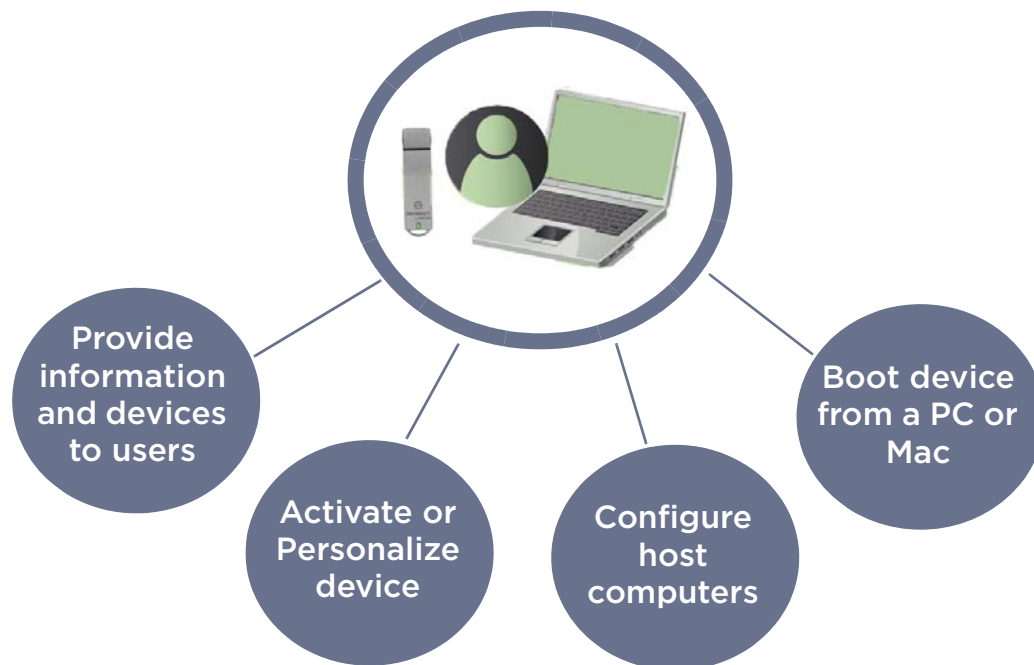 Provide
information
and devices
to users
Activate or
Personalize
device
Configure
host
computers
Boot device
from a PC or
Mac